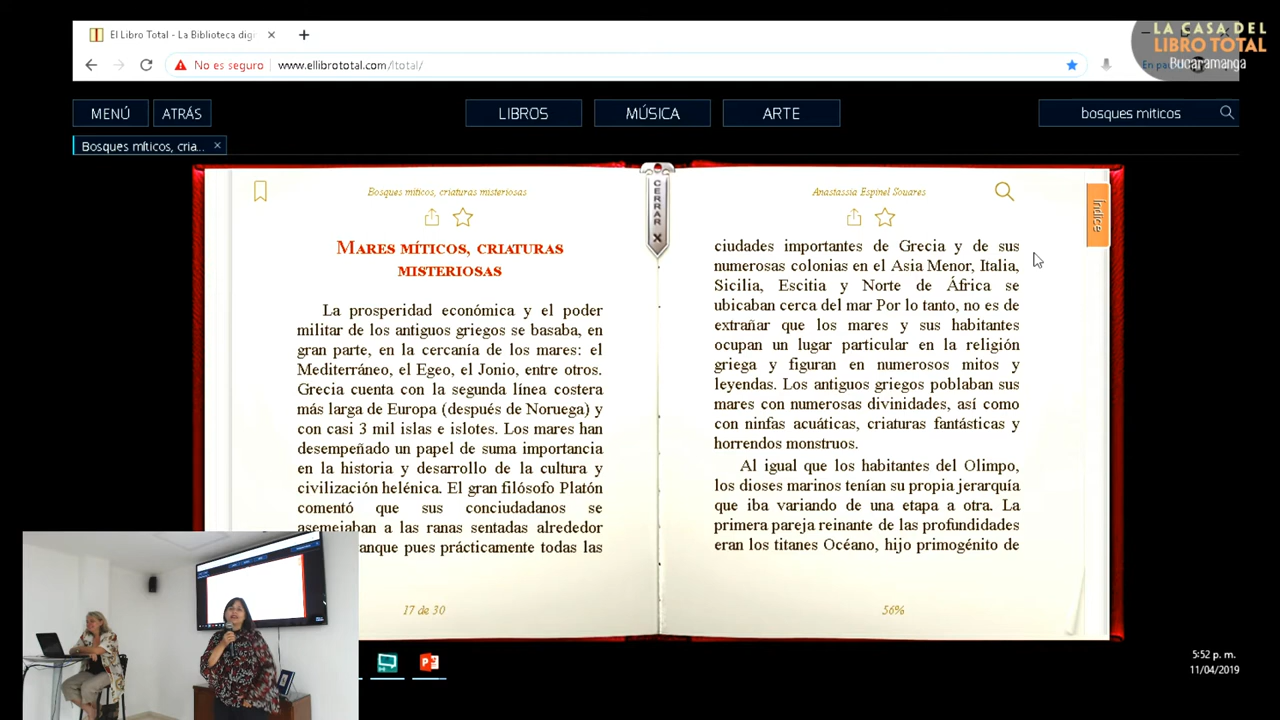 El Libro Total - La Biblioteca dig
LA CASA DEL
LIBRO TOTAL
Bucaramanga
No es seguro
www.ellibrototal.com/ltotal/
MENÚ
ATRÁS
LIBROS
MÚSICA
ARTE
bosques miticos
Bosques míticos, cria...
Bosques míticos, criaturas misteriosas
MARES MÍTICOS, CRIATURAS
MISTERIOSAS
La prosperidad económica y el poder
militar de los antiguos griegos se basaba, en
gran parte, en la cercanía de los mares: el
Mediterráneo, el Egeo, el Jonio, entre otros.
Grecia cuenta con la segunda línea costera
más larga de Europa (después de Noruega) y
con casi 3 mil islas e islotes. Los mares han
desempeñado un papel de suma importancia
en la historia y desarrollo de la cultura y
civilización helénica. El gran filósofo Platón
comentó que sus conciudadanos se
asemejaban a las ranas sentadas alrededor
pues prácticamente todas las
17 de 30
CERRAR X
Anastassia Espinel Souares
Índice
ciudades importantes de Grecia y de sus
numerosas colonias en el Asia Menor, Italia,
Sicilia, Escitia y Norte de África se
ubicaban cerca del mar Por lo tanto, no es de
extrañar que los mares y sus habitantes
ocupan un lugar particular en la religión
griega y figuran en numerosos mitos y
leyendas. Los antiguos griegos poblaban sus
mares con numerosas divinidades, así como
con ninfas acuáticas, criaturas fantásticas y
horrendos monstruos.
Al igual que los habitantes del Olimpo,
los dioses marinos tenían su propia jerarquía
que iba variando de una etapa a otra. La
primera pareja reinante de las profundidades
eran los titanes Océano, hijo primogénito de
56%
5:52 p. m.
11/04/2019